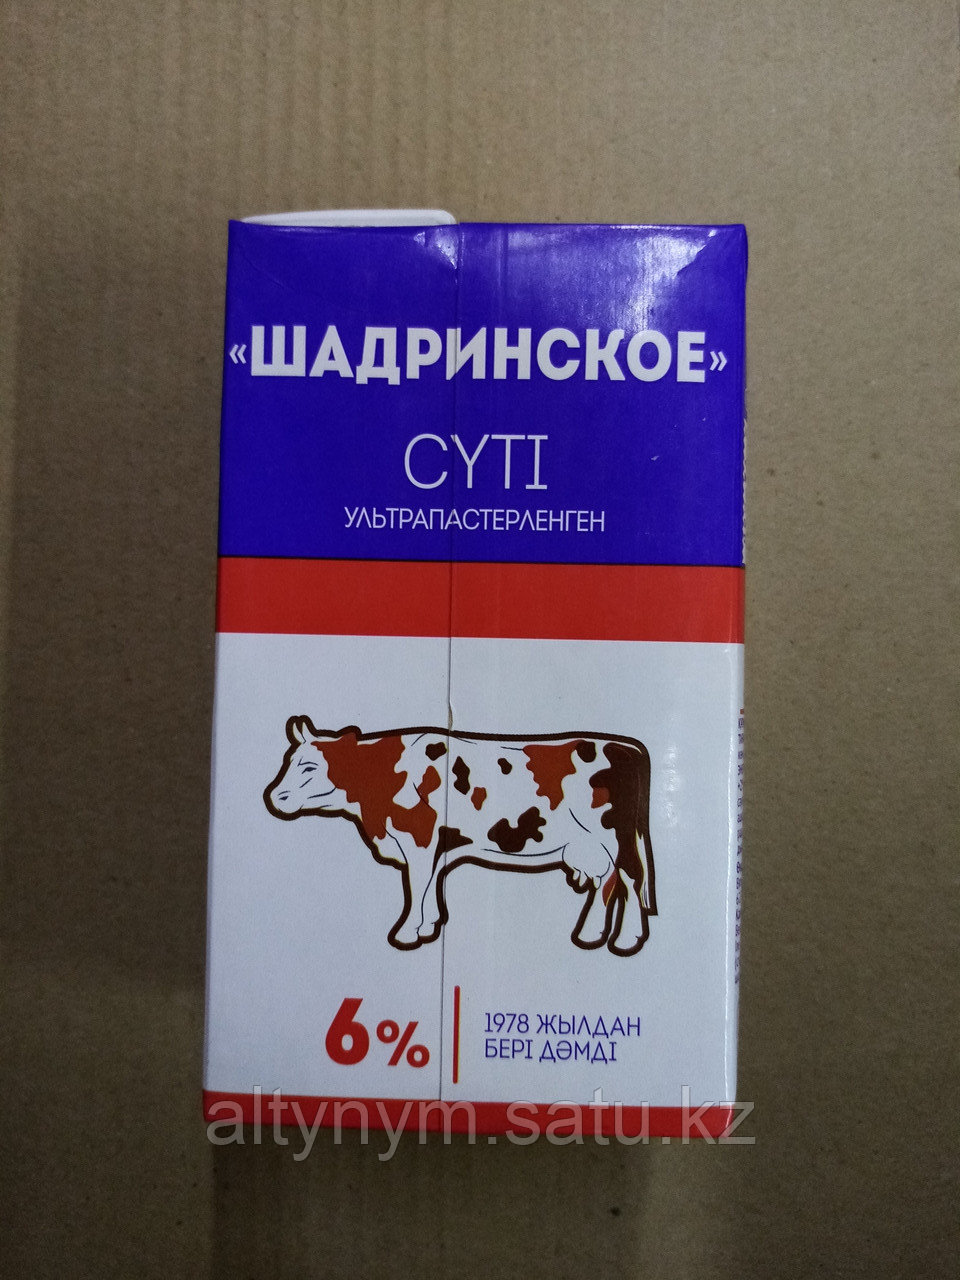 «ШАДРИНСКОЕ»
СҮТІ
УЛЬТРАПАСТЕРЛЕНГЕН
6%
1978 ЖЫЛДАН
БЕРІ ДӘМДІ
altynym.satu.kz